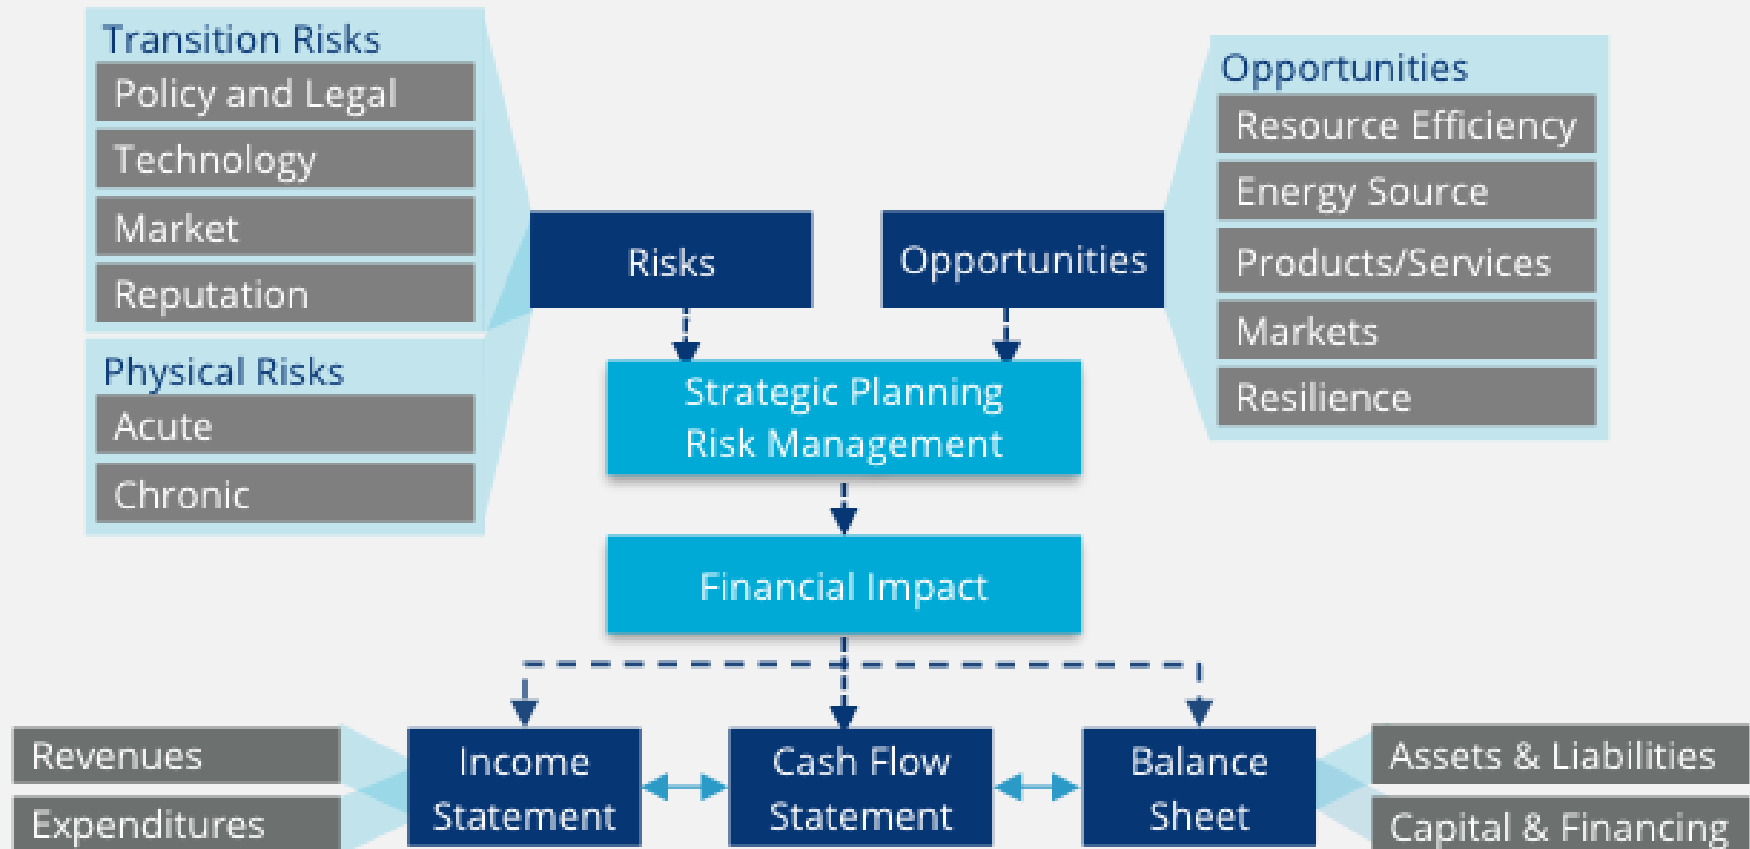 Transition Risks
Policy and Legal
Technology
Market
Reputation
Physical Risks
Acute
Chronic
Risks
Opportunities
Opportunities
Resource Efficiency
Energy Source
Products/Services
Markets
Resilience
Strategic Planning
Risk Management
Financial Impact
Revenues
Expenditures
Income
Statement
Cash Flow
Statement
Balance
Sheet
Assets & Liabilities
Capital & Financing